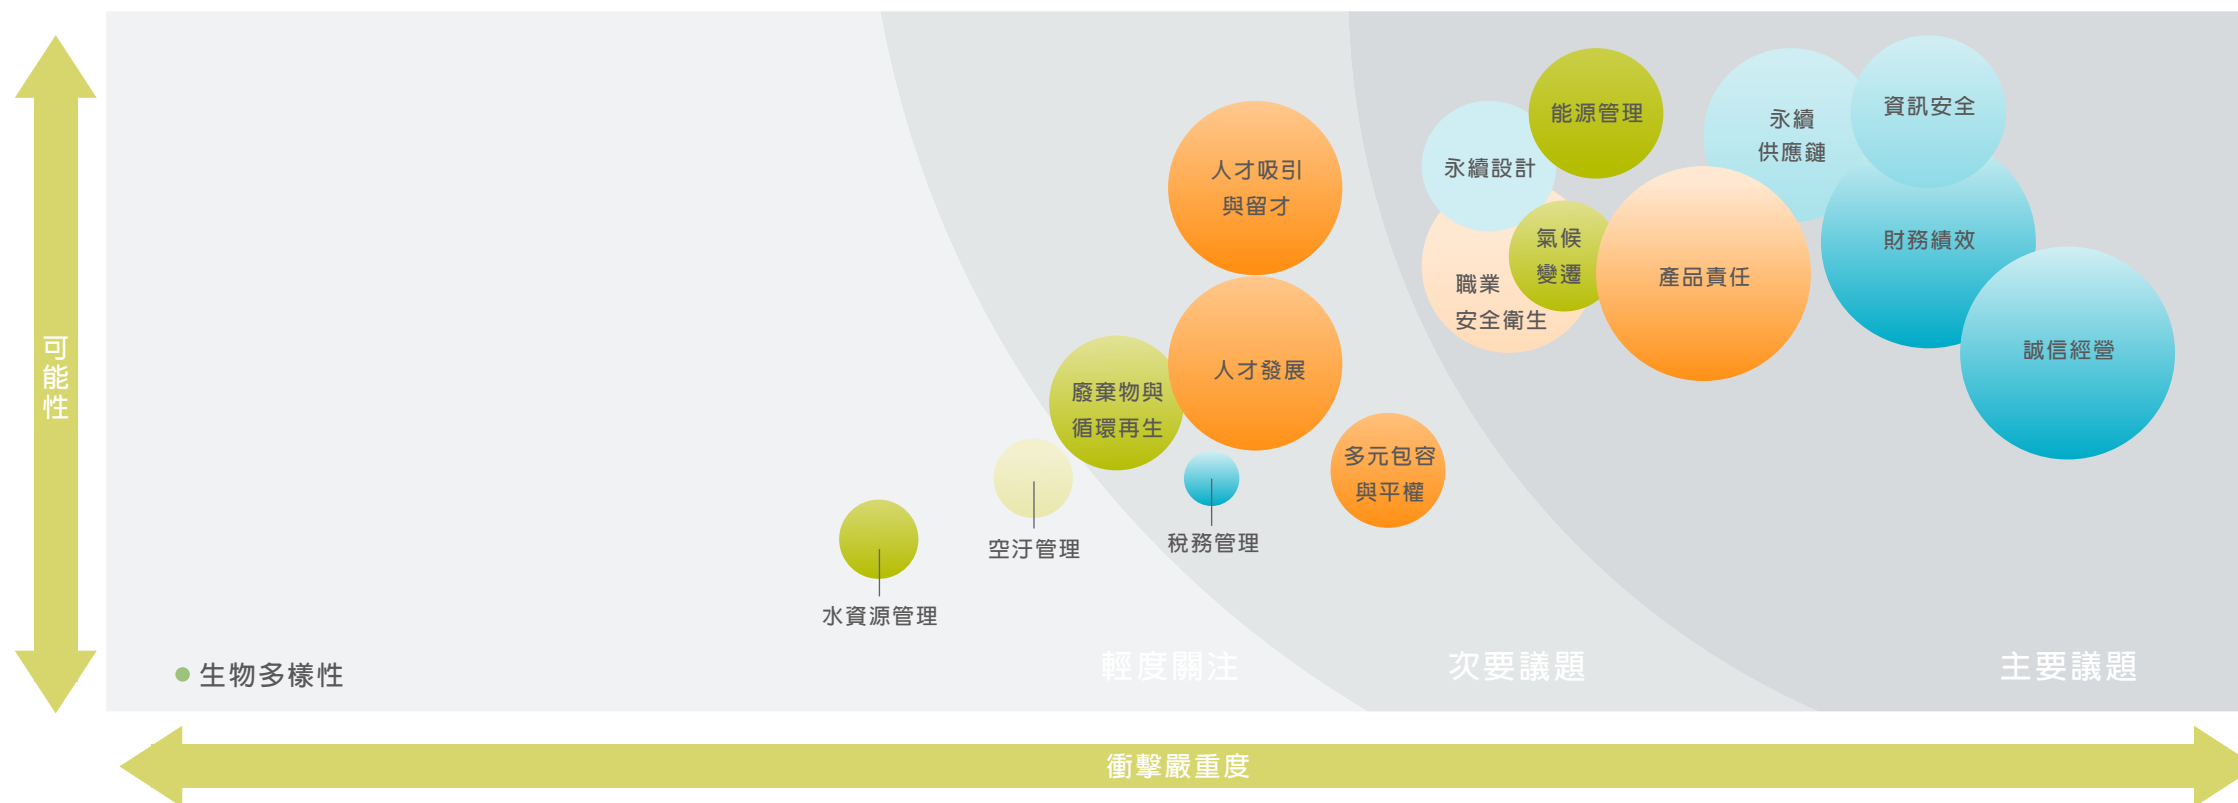 可能性
能源管理
資訊安全
永續
供應鏈
永續設計
人才吸引
與留才
氣候
變遷
財務績效
產品責任
職業
安全衛生
誠信經營
人才發展
廢棄物與
循環再生
多元包容
與平權
空汙管理
稅務管理
水資源管理
生物多樣性
輕度關注
次要議題
主要議題
衝擊嚴重度